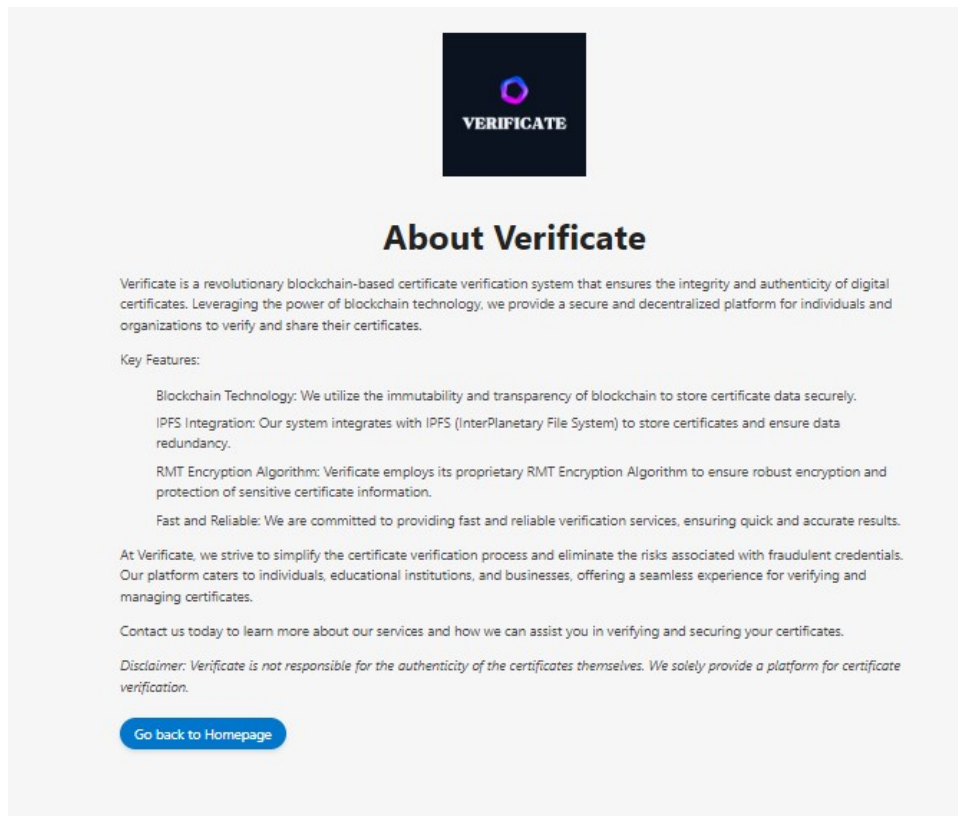 VERIFICATE
About Verificate
Verificate is a revolutionary blockchain-based certificate verification system that ensures the integrity and authenticity of digital
certificates. Leveraging the power of blockchain technology, we provide a secure and decentralized platform for individuals and
organizations to verify and share their certificates.
Key Features:
Blockchain Technology: We utilize the immutability and transparency of blockchain to store certificate data securely.
IPFS Integration: Our system integrates with IPFS (InterPlanetary File System) to store certificates and ensure data
redundancy.
RMT Encryption Algorithm: Verificate employs its proprietary RMT Encryption Algorithm to ensure robust encryption and
protection of sensitive certificate information.
Fast and Reliable: We are committed to providing fast and reliable verification services, ensuring quick and accurate results.
At Verificate, we strive to simplify the certificate verification process and eliminate the risks associated with fraudulent credentials.
Our platform caters to individuals, educational institutions, and businesses, offering a seamless experience for verifying and
managing certificates.
Contact us today to learn more about our services and how we can assist you in verifying and securing your certificates.
Disclaimer: Verificate is not responsible for the authenticity of the certificates themselves. We solely provide a platform for certificate
verification.
Go back to Homepage